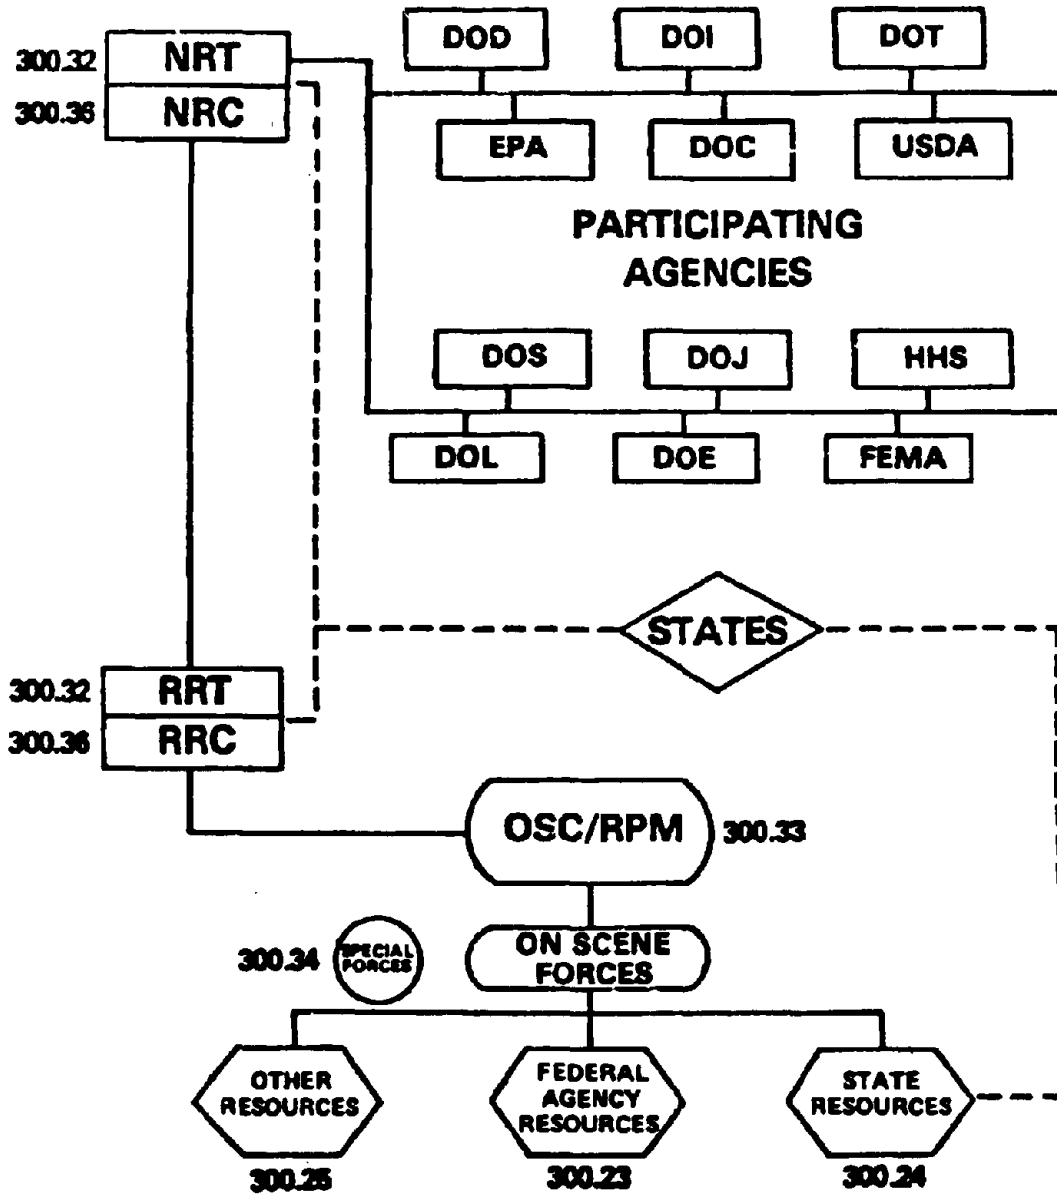 DOD DOI DOT
300.32 NRT
300.36 NRC
EPA DOC USDA
PARTICIPATING
AGENCIES
DOS DOJ HHS
DOL DOE FEMA
STATES
300.32 RRT
300.36 RRC
OSC/RPM 300.33
300.34 SPECIAL
FORCES
ON SCENE
FORCES
OTHER
RESOURCES
300.25
FEDERAL
AGENCY
RESOURCES
300.23
STATE
RESOURCES
300.24